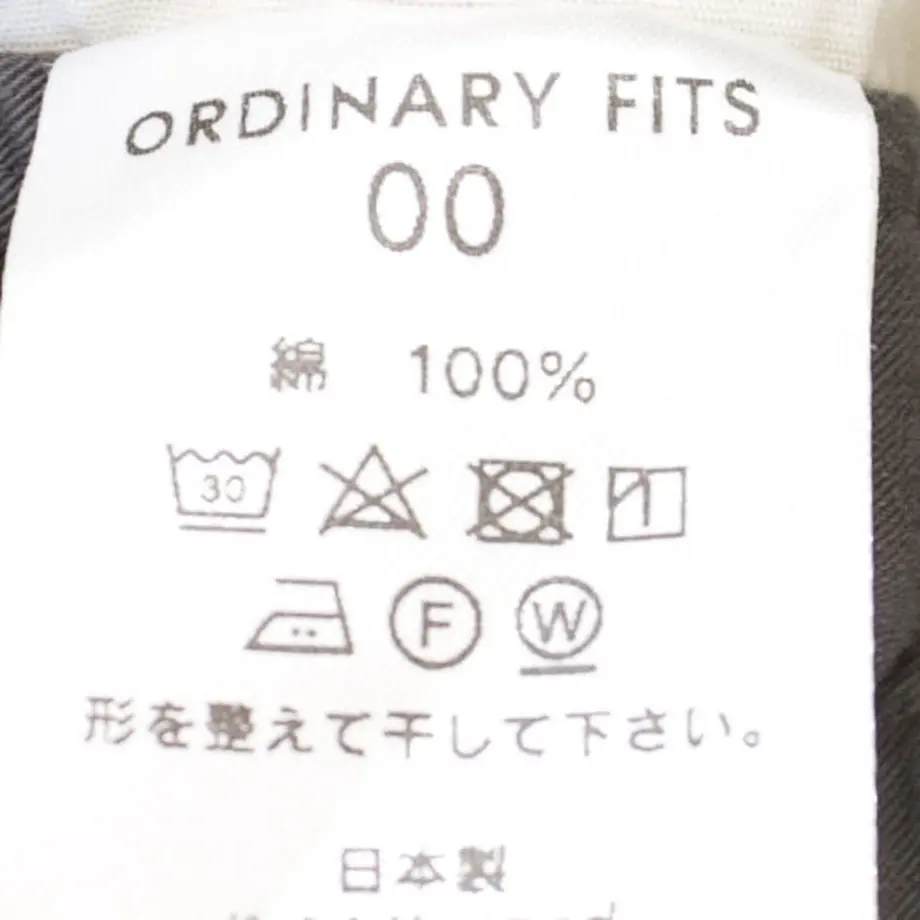 ORDINARY FITS
00
綿 100%
30
F W
形を整えて干して下さい。
日本製